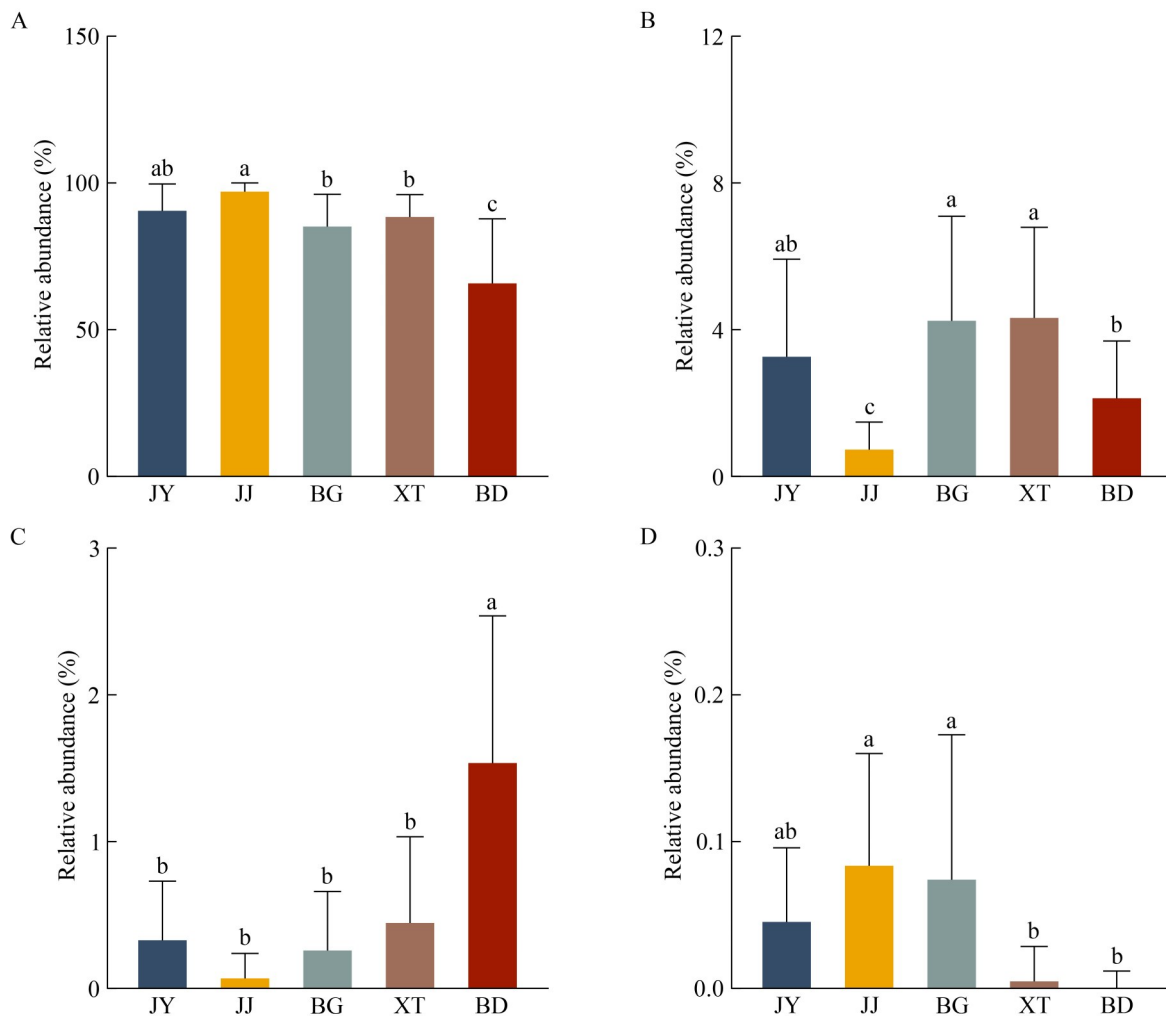 A
Relative abundance (%)
150
100
50
0
ab
a
b
b
c
JY
JJ
BG
XT
BD
B
Relative abundance (%)
12
8
4
0
ab
c
a
a
b
JY
JJ
BG
XT
BD
C
Relative abundance (%)
3
2
1
0
b
b
b
b
a
JY
JJ
BG
XT
BD
D
Relative abundance (%)
0.3
0.2
0.1
0.0
ab
a
a
b
b
JY
JJ
BG
XT
BD